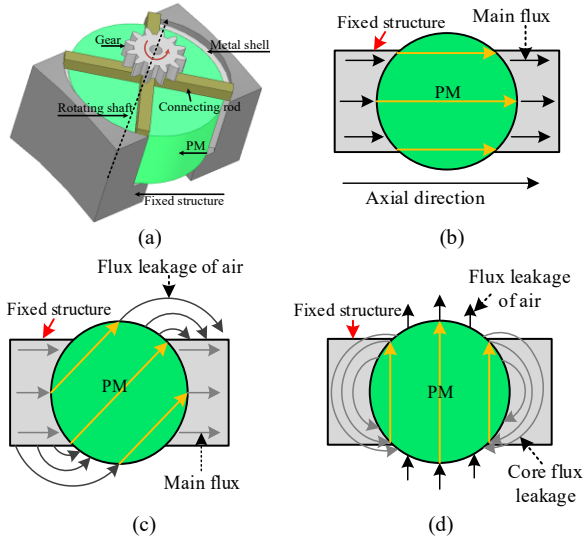 Gear
Metal shell
Rotating shaft
Connecting rod
PM
Fixed structure
(a)
Fixed structure
Main flux
PM
Axial direction
(b)
Flux leakage of air
Fixed structure
PM
Main flux
(c)
Flux leakage
of air
Fixed structure
PM
Core flux
leakage
(d)